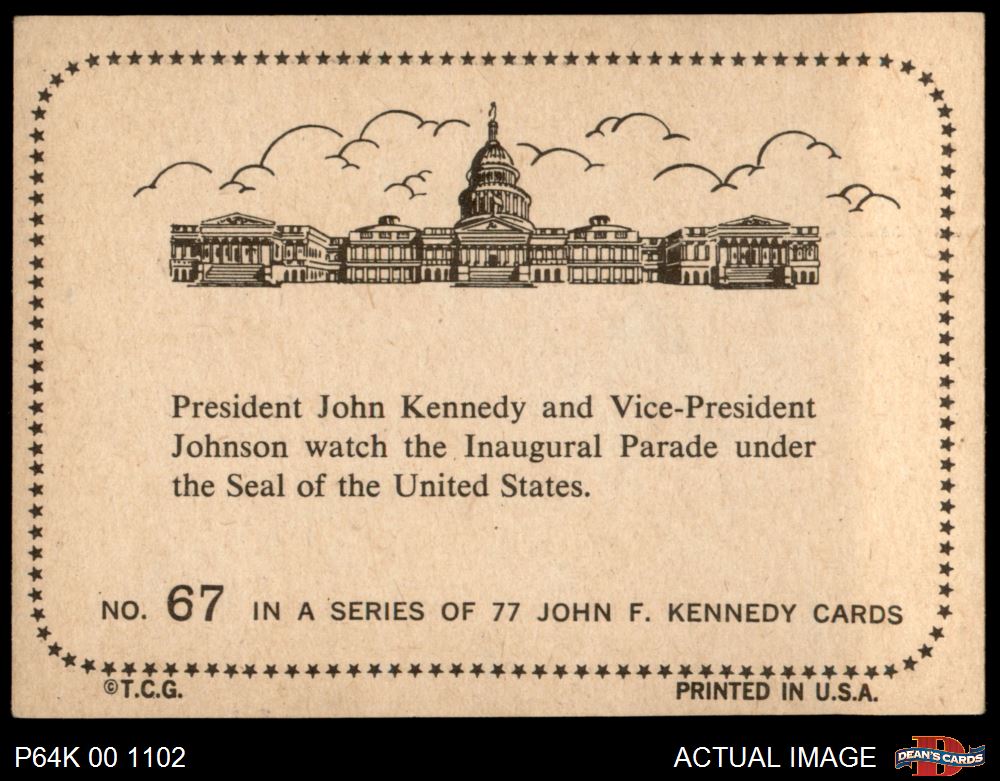 President John Kennedy and Vice-President
Johnson watch the Inaugural Parade under
the Seal of the United States.
NO. 67 IN A SERIES OF 77 JOHN F. KENNEDY CARDS
©T.C.G.
PRINTED IN U.S.A.
P64K 00 1102
ACTUAL IMAGE
DEAN'S CARDS